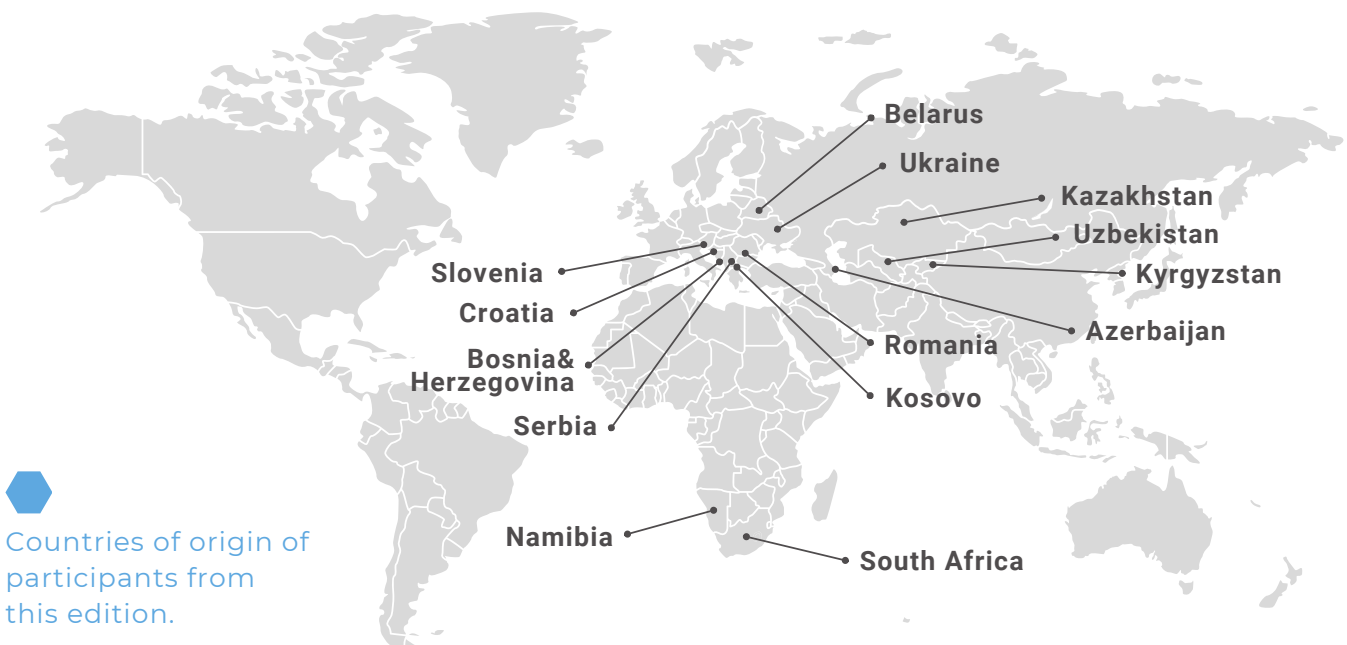 Belarus
Ukraine
Kazakhstan
Uzbekistan
Slovenia
Kyrgyzstan
Croatia
Azerbaijan
Romania
Bosnia&
Herzegovina
Kosovo
Serbia
Namibia
South Africa
Countries of origin of
participants from
this edition.